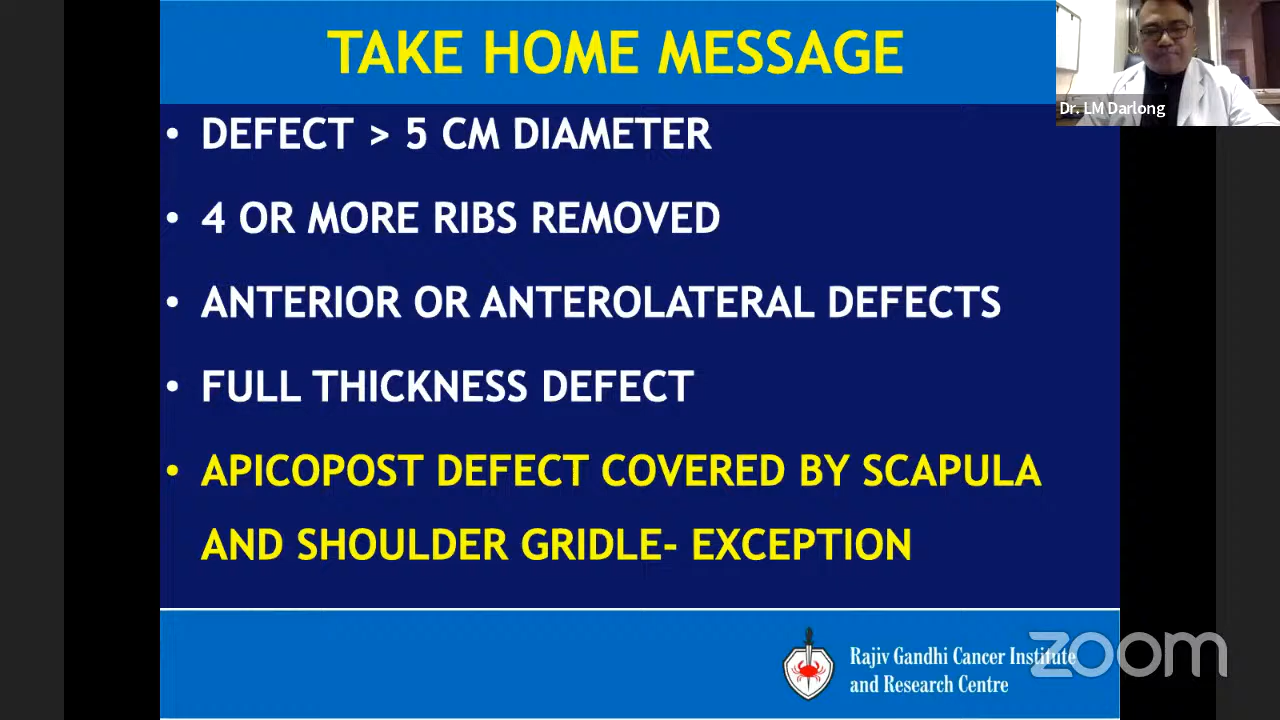 TAKE HOME MESSAGE
Dr. LM Darlong
• DEFECT > 5 CM DIAMETER
• 4 OR MORE RIBS REMOVED
• ANTERIOR OR ANTEROLATERAL DEFECTS
• FULL THICKNESS DEFECT
• APICOPOST DEFECT COVERED BY SCAPULA
AND SHOULDER GRIDLE- EXCEPTION
Rajiv Gandhi Cancer Institute
and Research Centre
zoom